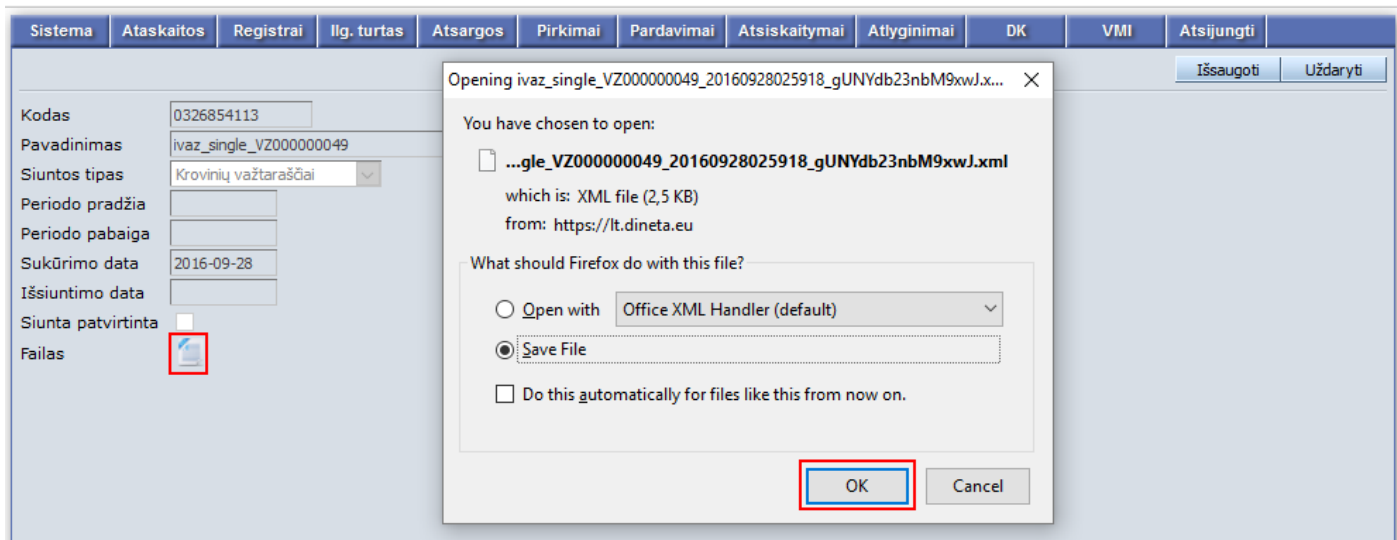 Sistema Ataskaitos Registrai Ilg. turtas Atsargos Pirkimai Pardavimai Atsiskaitymai Atlyginimai DK VMI Atsijungti
Išsaugoti Uždaryti
Kodas 0326854113
Pavadinimas ivaz_single_VZ000000049
Siuntos tipas Krovinių važtaraščiai
Periodo pradžia
Periodo pabaiga
Sukūrimo data 2016-09-28
Išsiuntimo data
Siunta patvirtinta
Failas
Opening ivaz_single_VZ000000049_20160928025918_gUNYdb23nbM9xwJ.x...
You have chosen to open:
...gle_VZ000000049_20160928025918_gUNYdb23nbM9xwJ.xml
which is: XML file (2,5 KB)
from: https://lt.dineta.eu
What should Firefox do with this file?
Open with Office XML Handler (default)
Save File
Do this automatically for files like this from now on.
OK Cancel